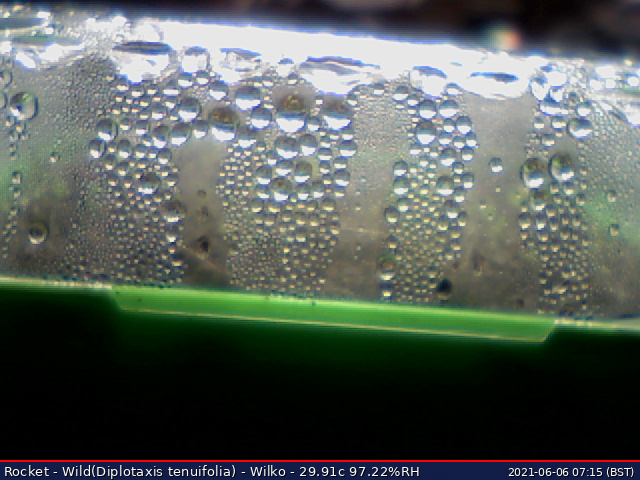 Rocket - Wild(Diplotaxis tenuifolia) - Wilko - 29.91c 97.22%RH
2021-06-06 07:15 (BST)